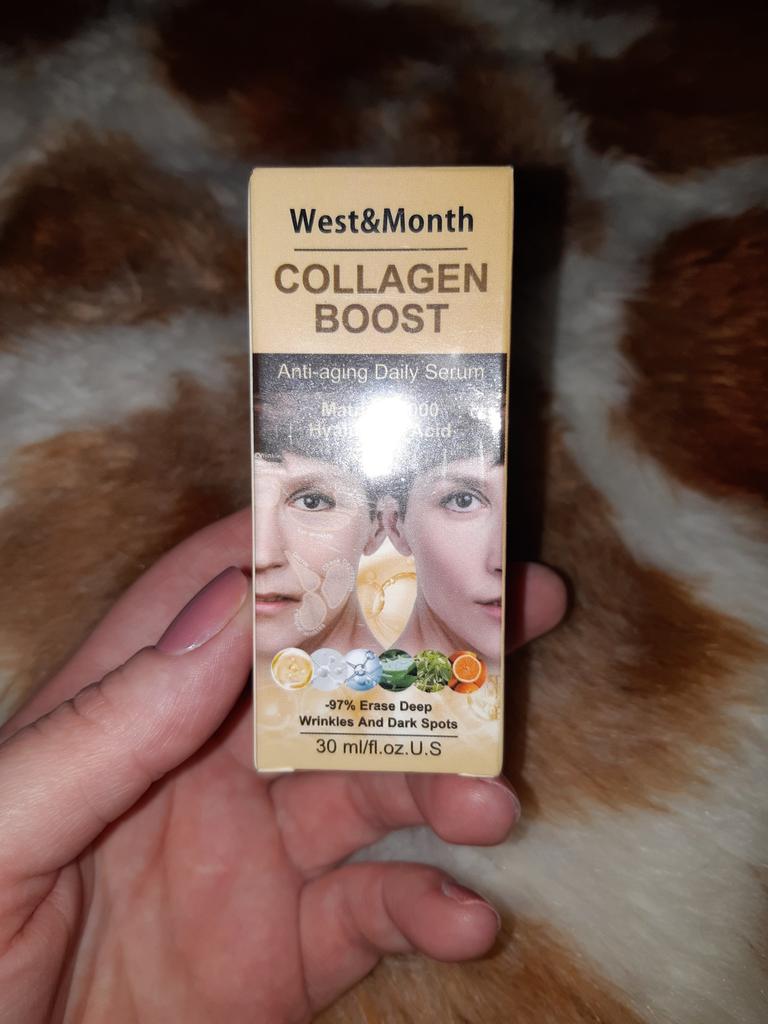 West&Month
COLLAGEN
BOOST
Anti-aging Daily Serum
Acid
-97% Erase Deep
Wrinkles And Dark Spots
30 ml/fl.oz.U.S